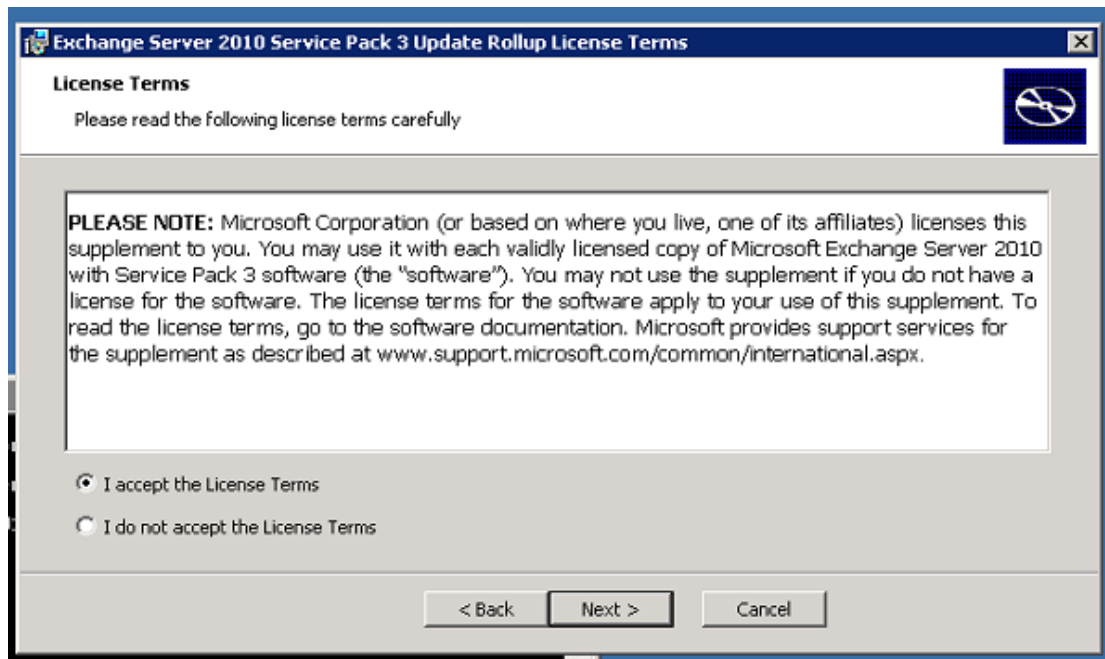 Exchange Server 2010 Service Pack 3 Update Rollup License Terms
License Terms
Please read the following license terms carefully
PLEASE NOTE: Microsoft Corporation (or based on where you live, one of its affiliates) licenses this
supplement to you. You may use it with each validly licensed copy of Microsoft Exchange Server 2010
with Service Pack 3 software (the "software"). You may not use the supplement if you do not have a
license for the software. The license terms for the software apply to your use of this supplement. To
read the license terms, go to the software documentation. Microsoft provides support services for
the supplement as described at www.support.microsoft.com/common/international.aspx.
I accept the License Terms
I do not accept the License Terms
< Back Next > Cancel